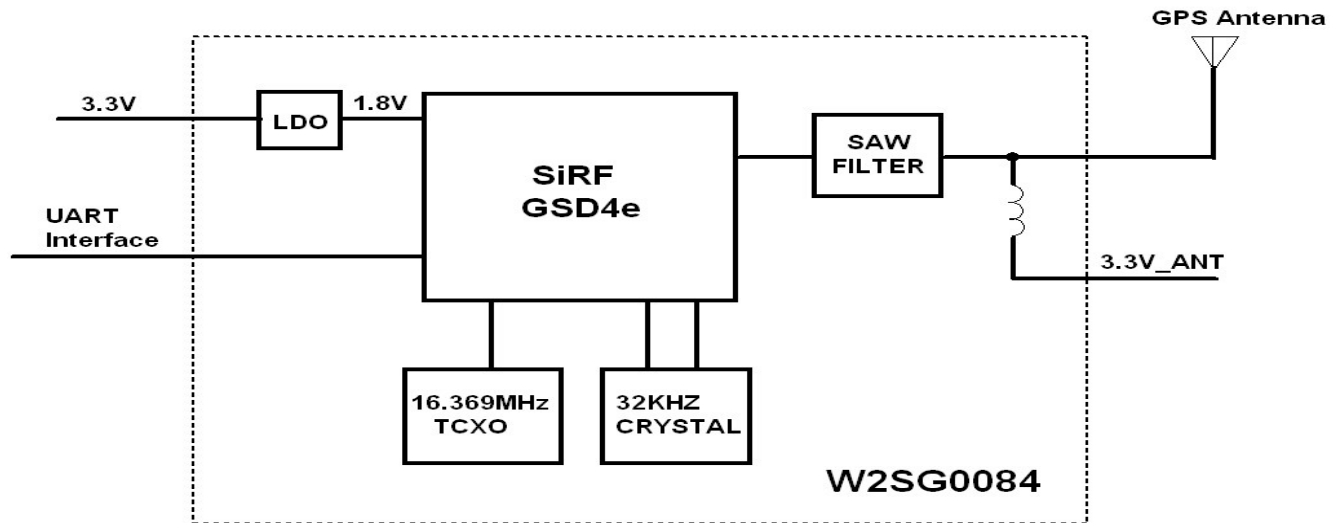 GPS Antenna
3.3V
LDO
1.8V
SAW
FILTER
SiRF
GSD4e
UART
Interface
3.3V_ANT
16.369MHz
TCXO
32KHZ
CRYSTAL
W2SG0084